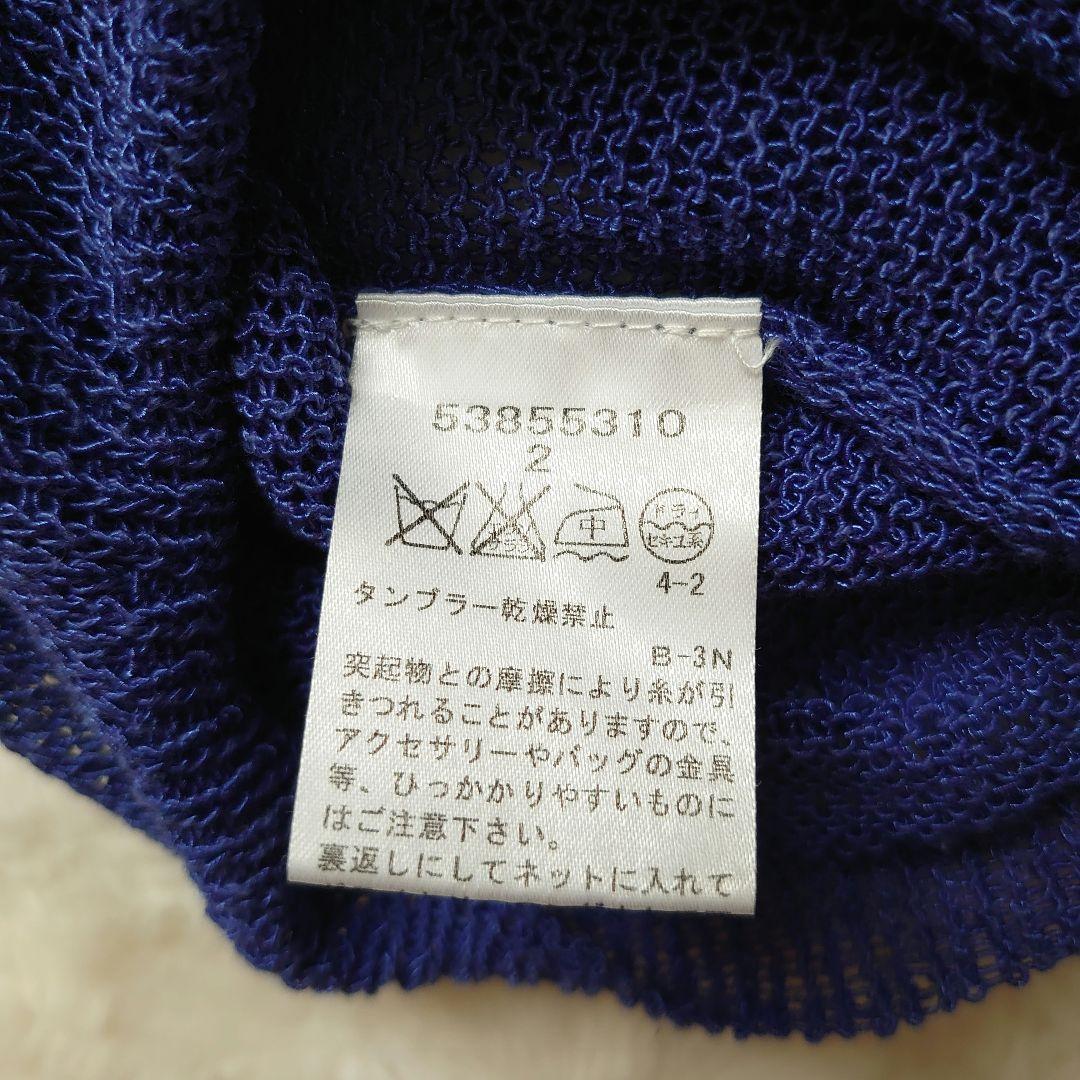 53855310
2
中
ドライ
セキユ系
4-2
タンブラー乾燥禁止
B-3N
突起物との摩擦により糸が引
きつれることがありますので、
アクセサリーやバッグの金具
等、ひっかかりやすいものに
はご注意下さい。
裏返しにしてネットに入れて